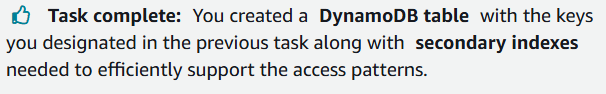 Task complete: You created a DynamoDB table with the keys
you designated in the previous task along with secondary indexes
needed to efficiently support the access patterns.